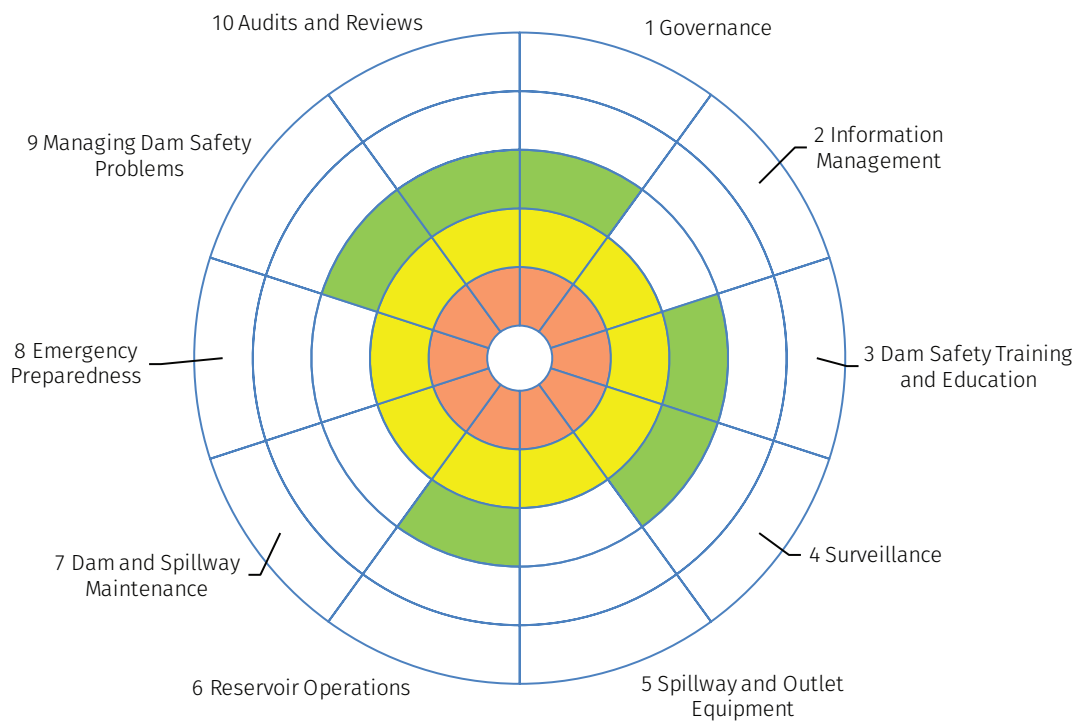 10 Audits and Reviews
1 Governance
2 Information
Management
3 Dam Safety Training
and Education
4 Surveillance
5 Spillway and Outlet
Equipment
6 Reservoir Operations
7 Dam and Spillway
Maintenance
8 Emergency
Preparedness
9 Managing Dam Safety
Problems